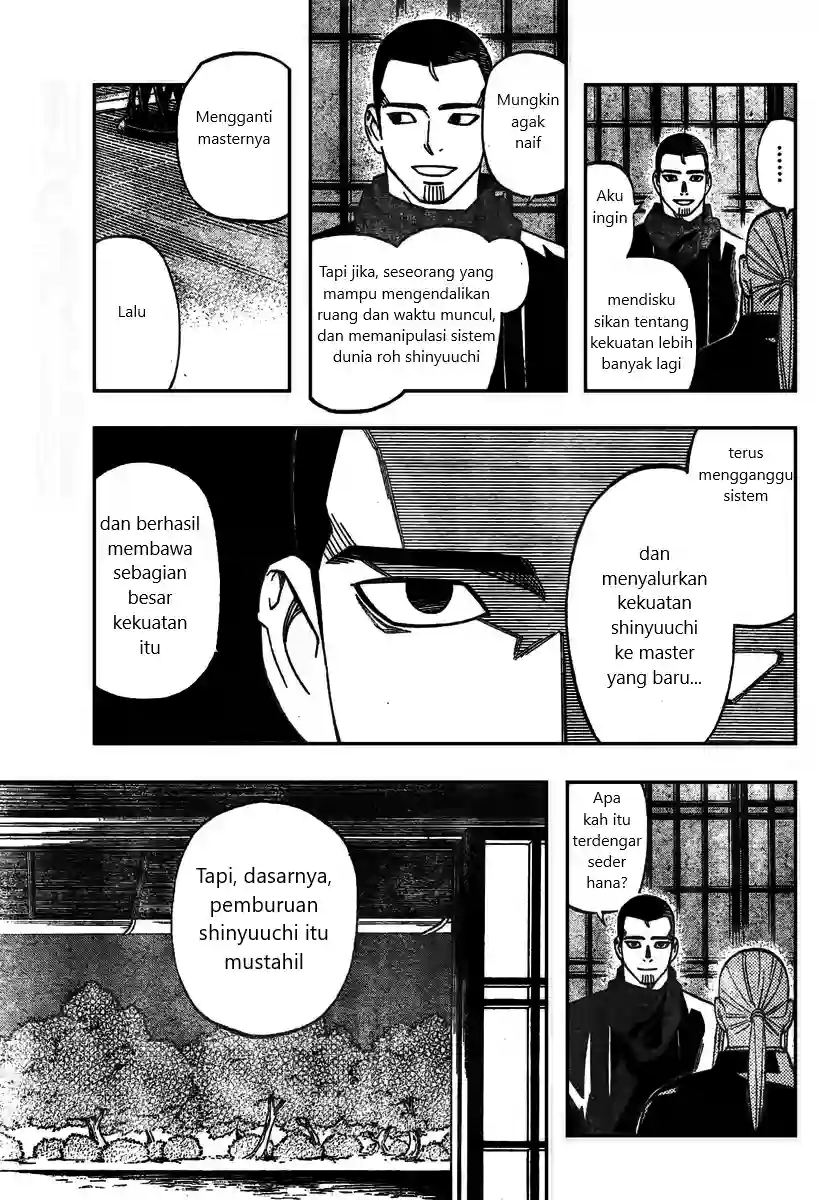 ........
Aku
ingin
mendisku
sikan tentang
kekuatan lebih
banyak lagi
Mungkin
agak
naif
Tapi jika, seseorang yang
mampu mengendalikan
ruang dan waktu muncul,
dan memanipulasi sistem
dunia roh shinyuuchi
Mengganti
masternya
Lalu
terus
mengganggu
sistem
dan
menyalurkan
kekuatan
shinyuuchi
ke master
yang baru...
dan berhasil
membawa
sebagian
besar
kekuatan
itu
Apa
kah itu
terdengar
seder
hana?
Tapi, dasarnya,
pemburuan
shinyuuchi itu
mustahil